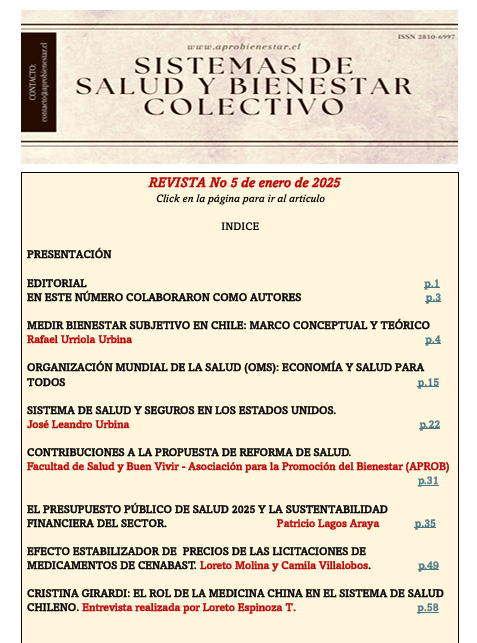 ISSN 2810-6997
CONTACTO:
contacto@aprobienestar.cl
www.aprobienestar.cl
SISTEMAS DE
SALUD Y BIENESTAR
COLECTIVO
REVISTA No 5 de enero de 2025
Click en la página para ir al artículo
INDICE
PRESENTACIÓN
EDITORIAL p.1
EN ESTE NÚMERO COLABORARON COMO AUTORES p.3
MEDIR BIENESTAR SUBJETIVO EN CHILE: MARCO CONCEPTUAL Y TEÓRICO
Rafael Urriola Urbina p.4
ORGANIZACIÓN MUNDIAL DE LA SALUD (OMS): ECONOMÍA Y SALUD PARA
TODOS p.15
SISTEMA DE SALUD Y SEGUROS EN LOS ESTADOS UNIDOS.
José Leandro Urbina p.22
CONTRIBUCIONES A LA PROPUESTA DE REFORMA DE SALUD.
Facultad de Salud y Buen Vivir - Asociación para la Promoción del Bienestar (APROB)
p.31
EL PRESUPUESTO PÚBLICO DE SALUD 2025 Y LA SUSTENTABILIDAD
FINANCIERA DEL SECTOR. Patricio Lagos Araya p.35
EFECTO ESTABILIZADOR DE PRECIOS DE LAS LICITACIONES DE
MEDICAMENTOS DE CENABAST. Loreto Molina y Camila Villalobos. p.49
CRISTINA GIRARDI: EL ROL DE LA MEDICINA CHINA EN EL SISTEMA DE SALUD
CHILENO. Entrevista realizada por Loreto Espinoza T. p.58